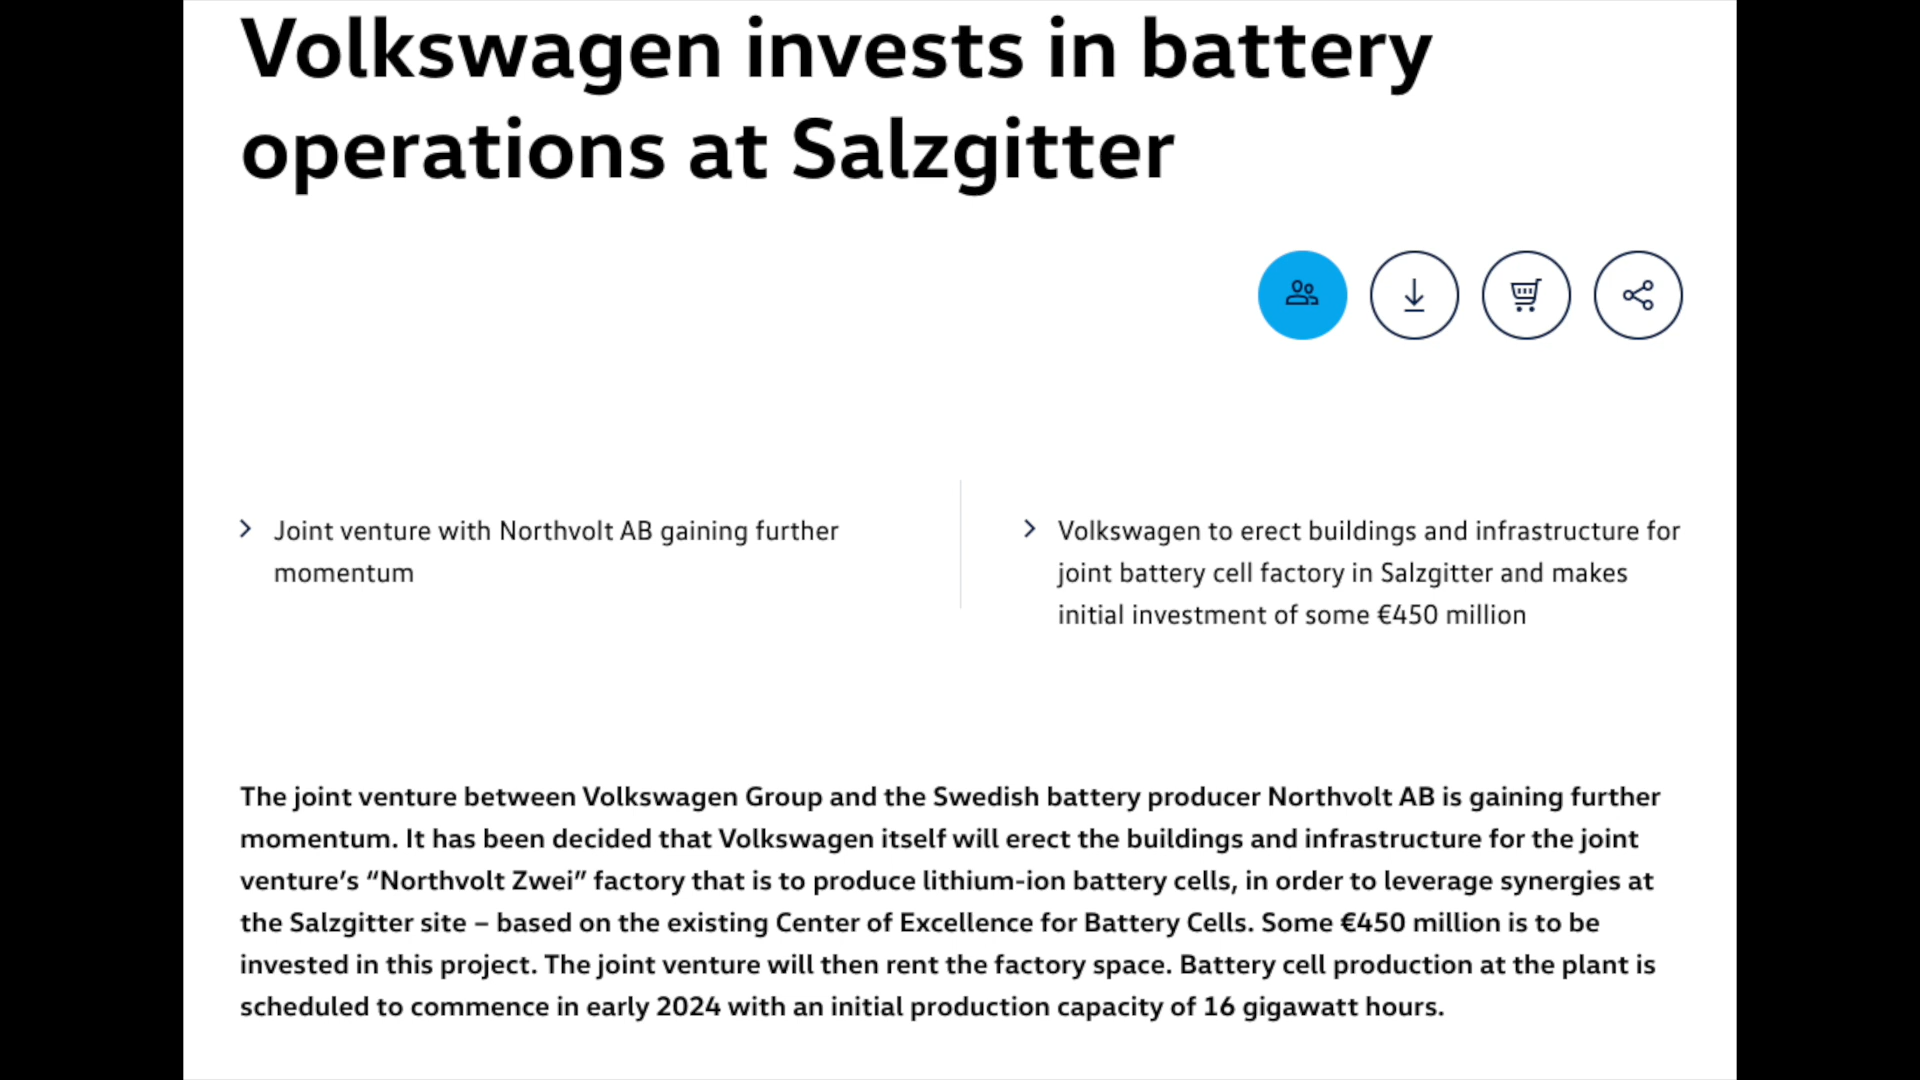 Volkswagen invests in battery
operations at Salzgitter
Joint venture with Northvolt AB gaining further
momentum
Volkswagen to erect buildings and infrastructure for
joint battery cell factory in Salzgitter and makes
initial investment of some €450 million
The joint venture between Volkswagen Group and the Swedish battery producer Northvolt AB is gaining further
momentum. It has been decided that Volkswagen itself will erect the buildings and infrastructure for the joint
venture’s “Northvolt Zwei” factory that is to produce lithium-ion battery cells, in order to leverage synergies at
the Salzgitter site – based on the existing Center of Excellence for Battery Cells. Some €450 million is to be
invested in this project. The joint venture will then rent the factory space. Battery cell production at the plant is
scheduled to commence in early 2024 with an initial production capacity of 16 gigawatt hours.